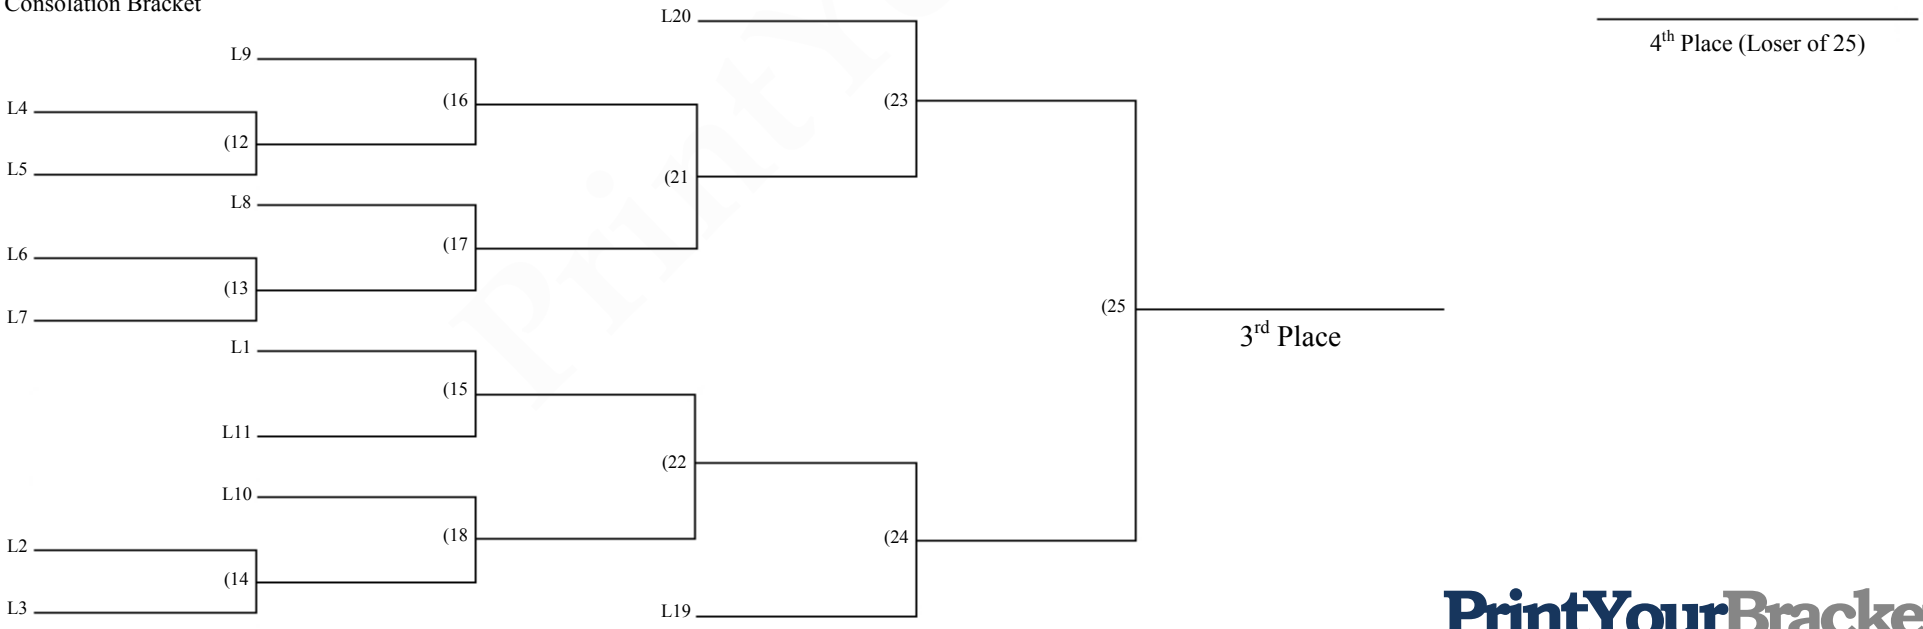 Consolation Bracket
L20
4th Place (Loser of 25)
L9
(16
(23
L4
(12
L5
(21
L8
(17
L6
(13
L7
(25
3rd Place
L1
(15
L11
(22
L10
(18
(24
L2
(14
L3
L19
PrintYourBracke